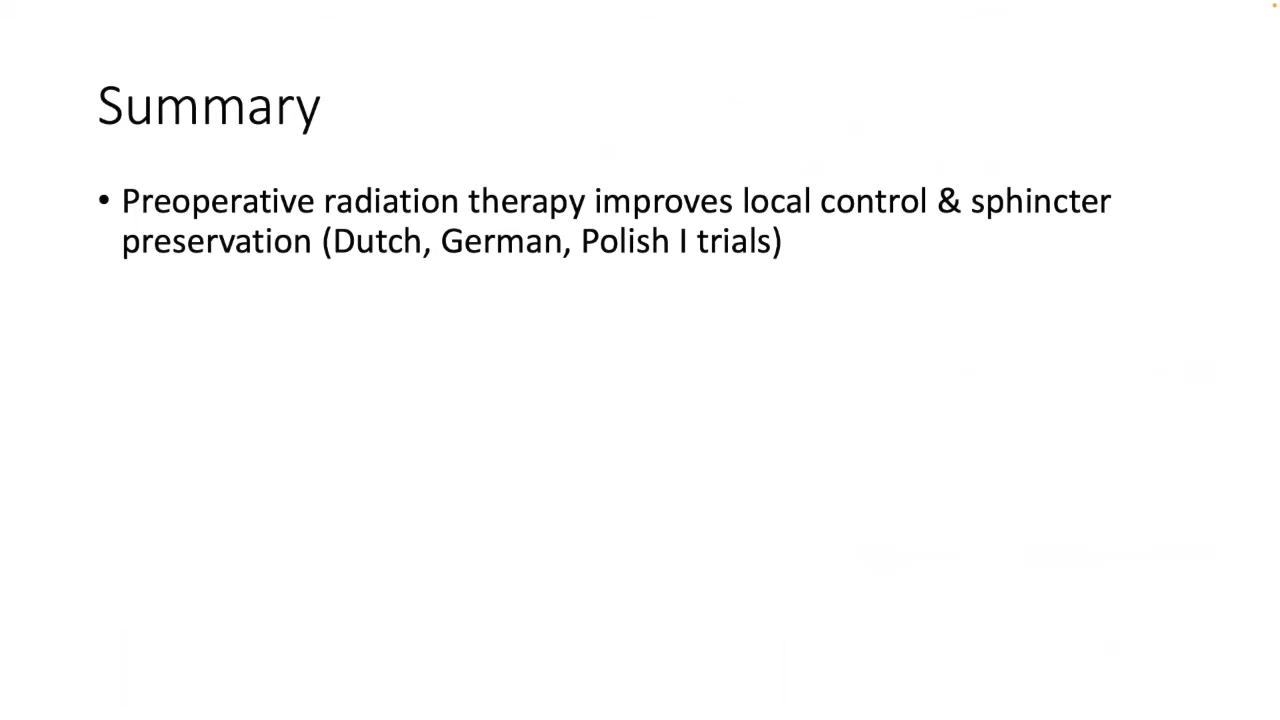 Summary
• Preoperative radiation therapy improves local control & sphincter
preservation (Dutch, German, Polish I trials)